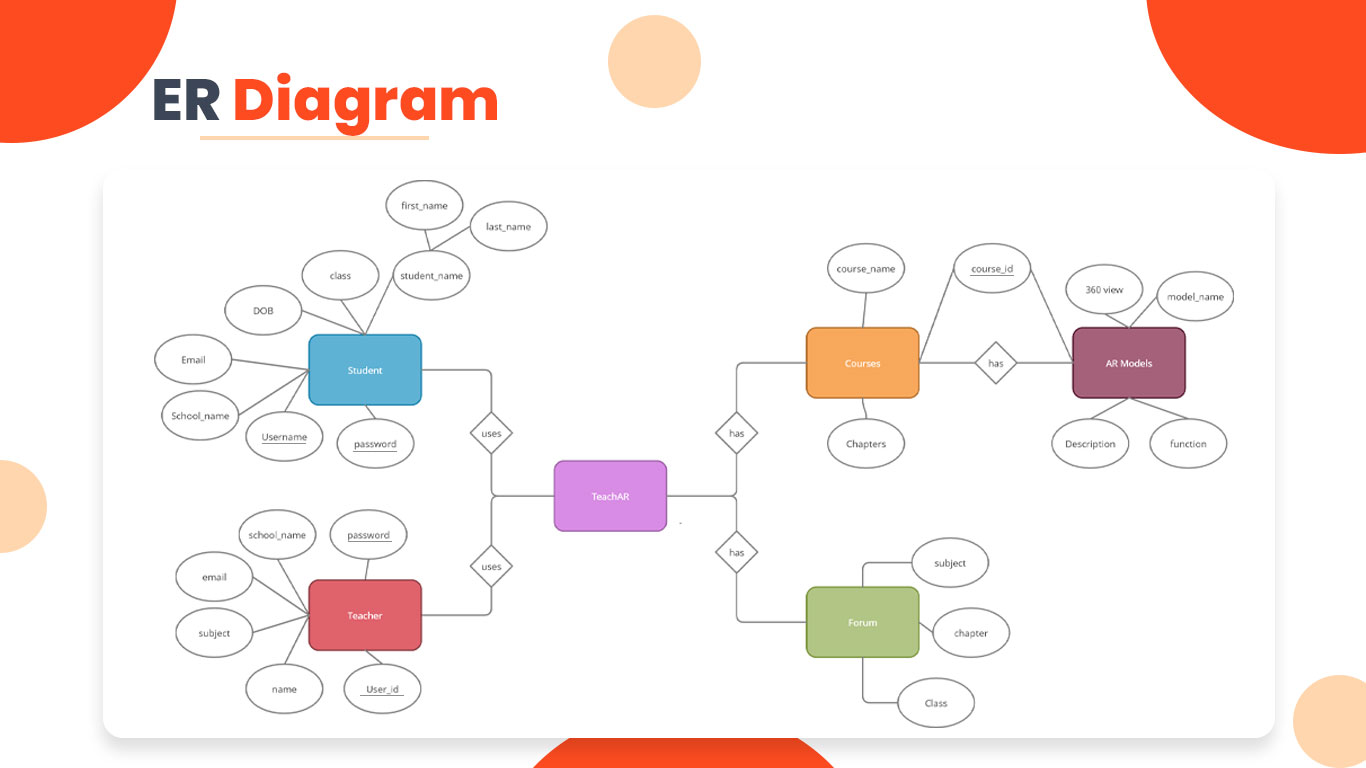 ER Diagram
first_name
last_name
class
student_name
DOB
Email
Student
School_name
Username
password
uses
course_name
course_id
360 view
model_name
Courses
has
AR Models
has
Chapters
Description
function
TeachAR
school_name
password
email
uses
Teacher
subject
name
User_id
has
subject
Forum
chapter
Class